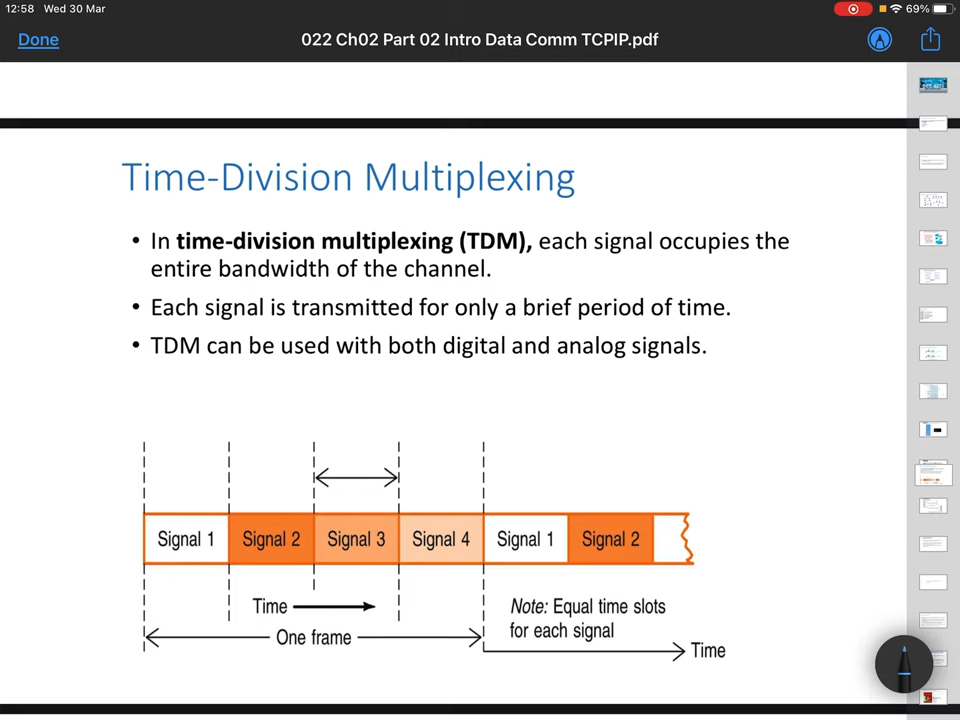 12:58 Wed 30 Mar
69%
Done
022 Ch02 Part 02 Intro Data Comm TCPIP.pdf
Time-Division Multiplexing
• In time-division multiplexing (TDM), each signal occupies the
entire bandwidth of the channel.
• Each signal is transmitted for only a brief period of time.
• TDM can be used with both digital and analog signals.
Signal 1 Signal 2 Signal 3 Signal 4 Signal 1 Signal 2
Time
One frame
Note: Equal time slots
for each signal
Time